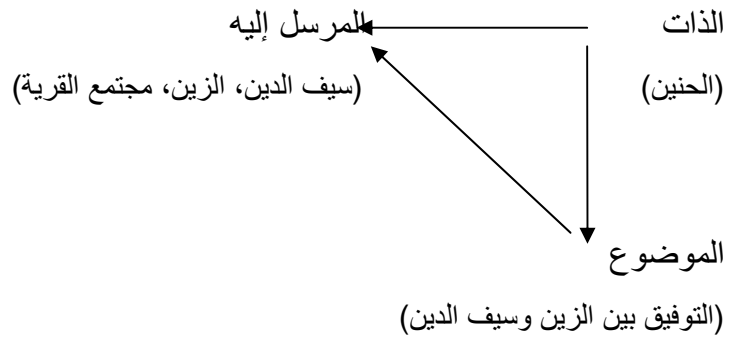 الذات المرسل إليه
(الحنين) (سيف الدين، الزين، مجتمع القرية)
الموضوع
(التوفيق بين الزين وسيف الدين)